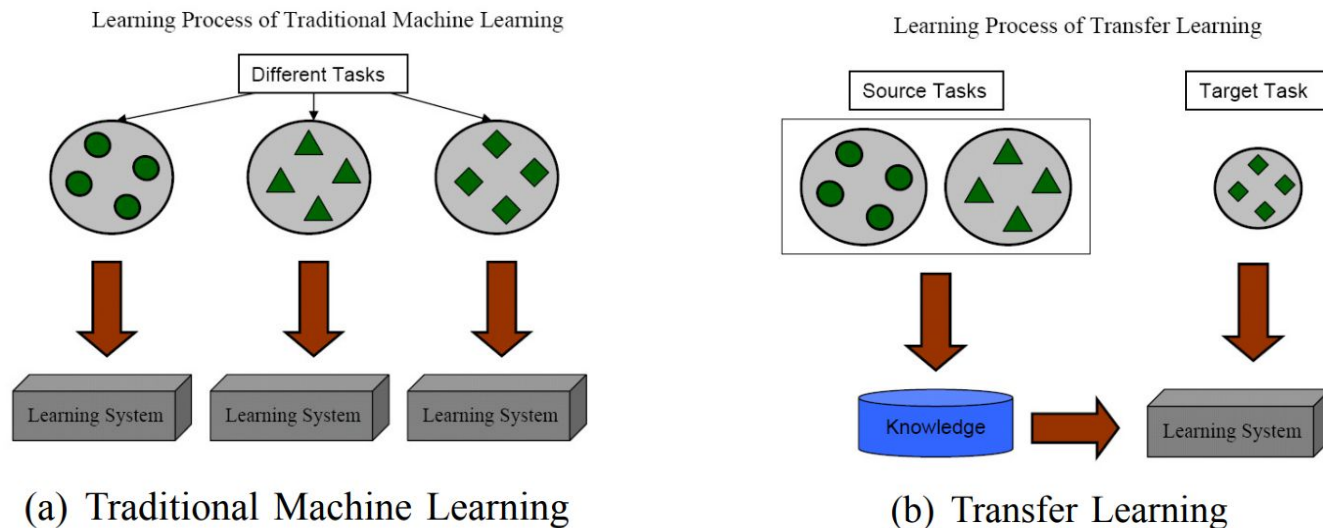 Learning Process of Traditional Machine Learning
Different Tasks
Learning System
Learning System
Learning System
(a) Traditional Machine Learning
Learning Process of Transfer Learning
Source Tasks
Target Task
Knowledge
Learning System
(b) Transfer Learning